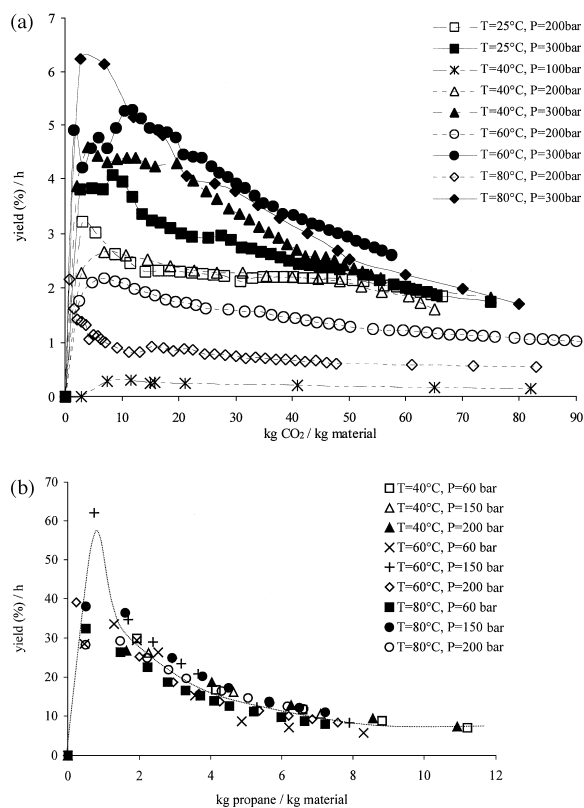 (a)
7
6
5
4
3
2
1
0
yield (%) / h
0 10 20 30 40 50 60 70 80 90
kg CO₂ / kg material
T=25°C, P=200bar
T=25°C, P=300bar
T=40°C, P=100bar
T=40°C, P=200bar
T=40°C, P=300bar
T=60°C, P=200bar
T=60°C, P=300bar
T=80°C, P=200bar
T=80°C, P=300bar
(b)
70
60
50
40
30
20
10
0
yield (%) / h
0 2 4 6 8 10 12
kg propane / kg material
T=40°C, P=60 bar
T=40°C, P=150 bar
T=40°C, P=200 bar
T=60°C, P=60 bar
T=60°C, P=150 bar
T=60°C, P=200 bar
T=80°C, P=60 bar
T=80°C, P=150 bar
T=80°C, P=200 bar